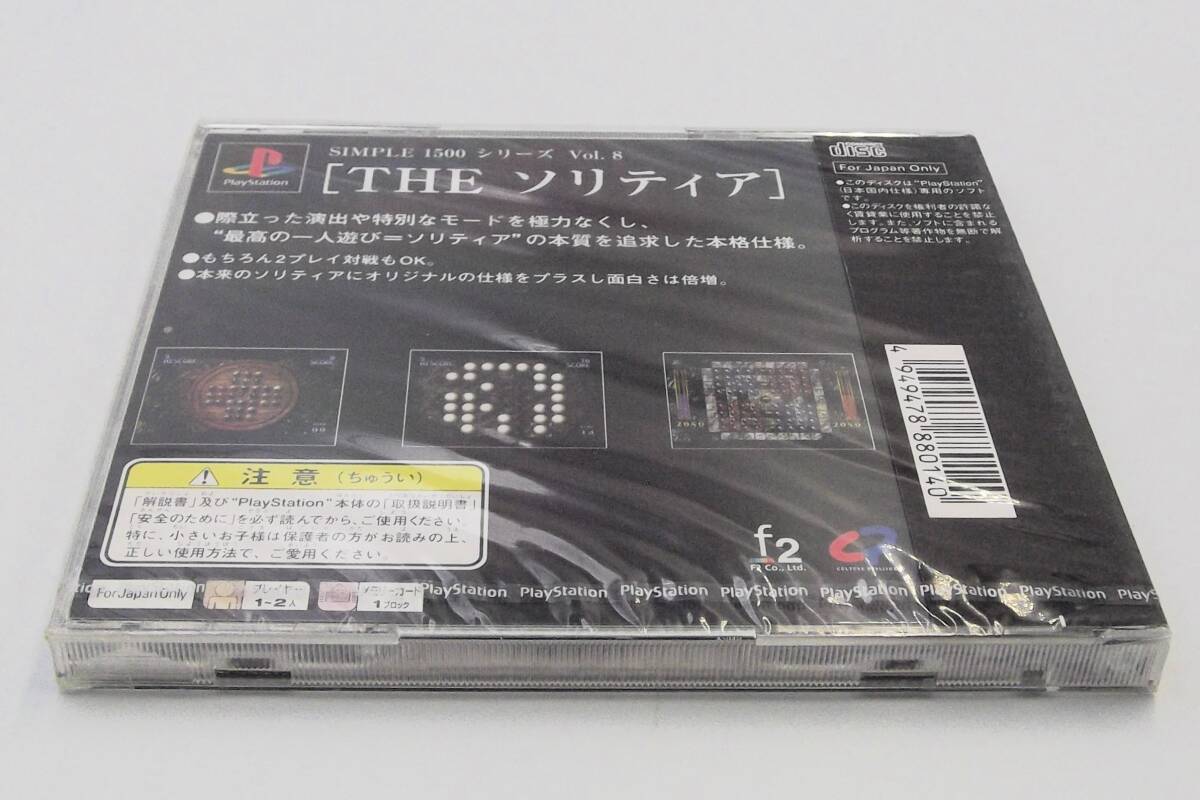 PlayStation
SIMPLE 1500 シリーズ Vol. 8
[THE ソリティア]
●際立った演出や特別なモードを極力なくし、
“最高の一人遊び＝ソリティア”の本質を追求した本格仕様。
●もちろん2プレイ対戦もOK。
●本来のソリティアにオリジナルの仕様をプラスし面白さは倍増。
disc
For Japan Only
●このディスクは“PlayStation”
(日本国内仕様)専用のソフト
です。
●このディスクを権利者の許諾な
く賃貸業に使用することを禁止
します。また、ソフトに含まれる
プログラム等著作物を無断で解
析することを禁止します。
HI SCORE
SCORE
HI SCORE
SCORE
2050
2050
4 949478 880140
注意（ちゅうい）
「解説書」及び“PlayStation”本体の「取扱説明書」
「安全のために」を必ず読んでから、ご使用ください。
特に、小さいお子様は保護者の方がお読みの上、
正しい使用方法で、ご愛用ください。
f2
F2 Co., Ltd.
CR
For Japan Only
プレイヤー
1~2人
メモリーカード
1ブロック
PlayStation PlayStation PlayStation PlayStation PlayStation PlayStation PlayStation